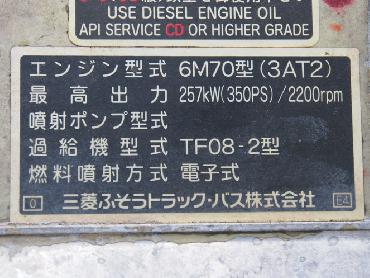 USE DIESEL ENGINE OIL
API SERVICE CD OR HIGHER GRADE
エンジン型式 6M70型(3AT2)
最高出力 257kW(350PS)/2200rpm
噴射ポンプ型式
過給機型式 TF08-2型
燃料噴射方式 電子式
0 三菱ふそうトラック・バス株式会社 E4